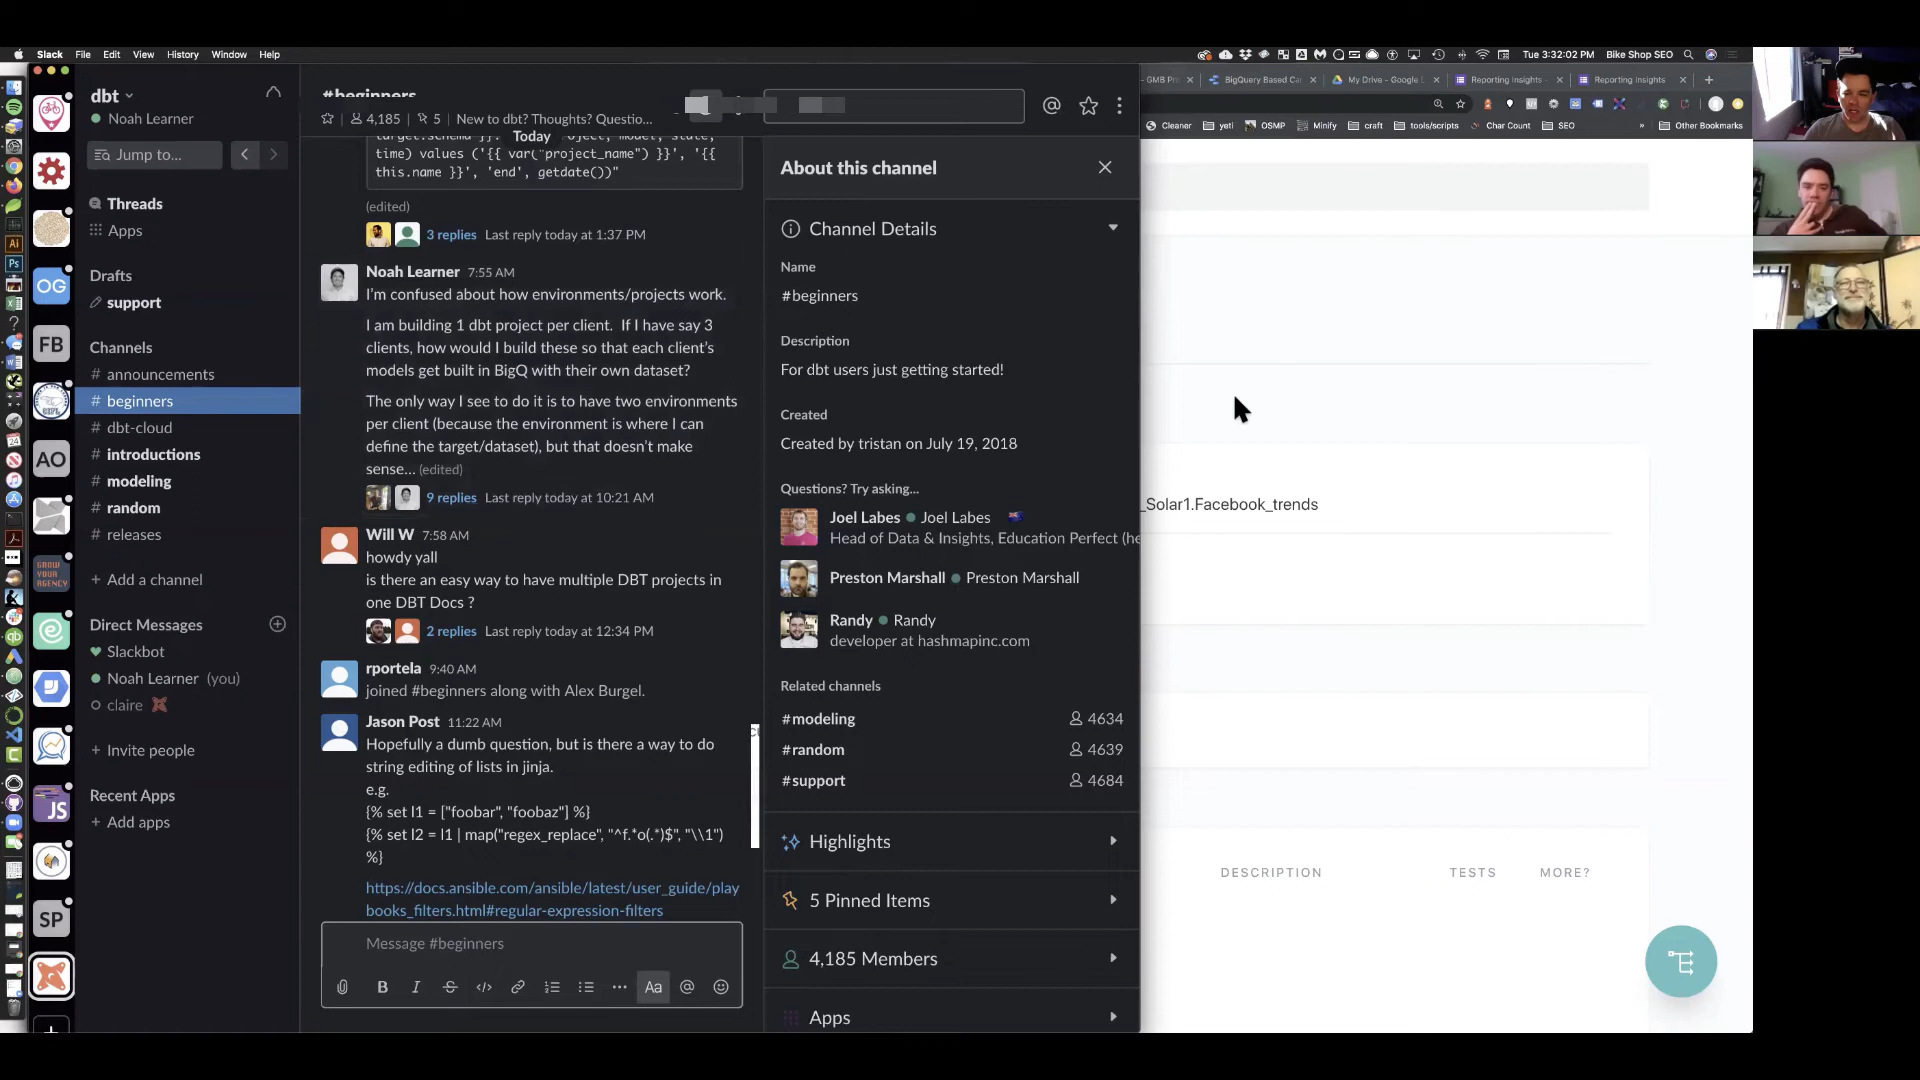 Slack File Edit View History Window Help
Tue 3:32:02 PM Bike Shop SEO
dbt
Noah Learner
Jump to...
Threads
Apps
Drafts
support
Channels
# announcements
# beginners
# dbt-cloud
# introductions
# modeling
# random
# releases
+ Add a channel
Direct Messages
Slackbot
Noah Learner (you)
claire
+ Invite people
Recent Apps
+ Add apps
OG
FB
AO
GROW YOUR AGENCY
JS
SP
Ai
Ps
#beginners
4,185 | 5 | New to dbt? Thoughts? Questio...
Today
time) values ('{{ var("project_name") }}', '{{
this.name }}', 'end', getdate())"
(edited)
3 replies Last reply today at 1:37 PM
Noah Learner 7:55 AM
I'm confused about how environments/projects work.
I am building 1 dbt project per client. If I have say 3
clients, how would I build these so that each client's
models get built in BigQ with their own dataset?
The only way I see to do it is to have two environments
per client (because the environment is where I can
define the target/dataset), but that doesn't make
sense... (edited)
9 replies Last reply today at 10:21 AM
Will W 7:58 AM
howdy yall
is there an easy way to have multiple DBT projects in
one DBT Docs ?
2 replies Last reply today at 12:34 PM
rportela 9:40 AM
joined #beginners along with Alex Burgel.
Jason Post 11:22 AM
Hopefully a dumb question, but is there a way to do
string editing of lists in jinja.
e.g.
{% set l1 = ["foobar", "foobaz"] %}
{% set l2 = l1 | map("regex_replace", "^f.*o(.*)$", "\\1")
%}
https://docs.ansible.com/ansible/latest/user_guide/play
books_filters.html#regular-expression-filters
Message #beginners
B I Aa @
About this channel
Channel Details
Name
#beginners
Description
For dbt users just getting started!
Created
Created by tristan on July 19, 2018
Questions? Try asking...
Joel Labes Joel Labes
Head of Data & Insights, Education Perfect (he
Preston Marshall Preston Marshall
Randy Randy
developer at hashmapinc.com
Related channels
#modeling 4634
#random 4639
#support 4684
Highlights
5 Pinned Items
4,185 Members
Apps
BigQuery Based Ca
My Drive - Google
Reporting Insights -
Reporting Insights
Cleaner yeti OSMP Minify craft tools/scripts Char Count SEO » Other Bookmarks
_Solar1.Facebook_trends
DESCRIPTION TESTS MORE?